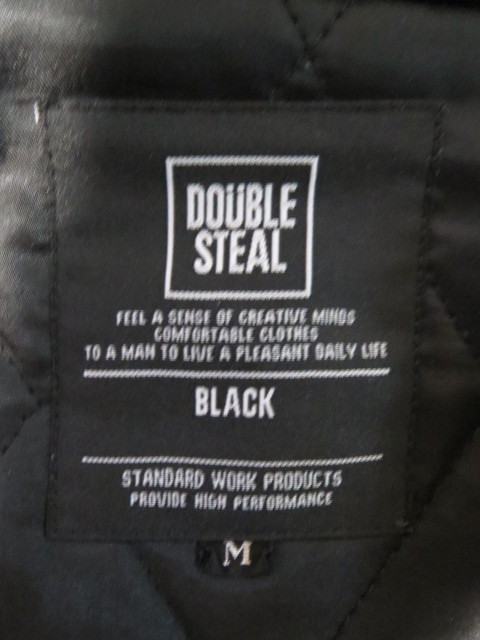 DOUBLE
STEAL
FEEL A SENSE OF CREATIVE MINDS
COMFORTABLE CLOTHES
TO A MAN TO LIVE A PLEASANT DAILY LIFE
BLACK
STANDARD WORK PRODUCTS
PROVIDE HIGH PERFORMANCE
M